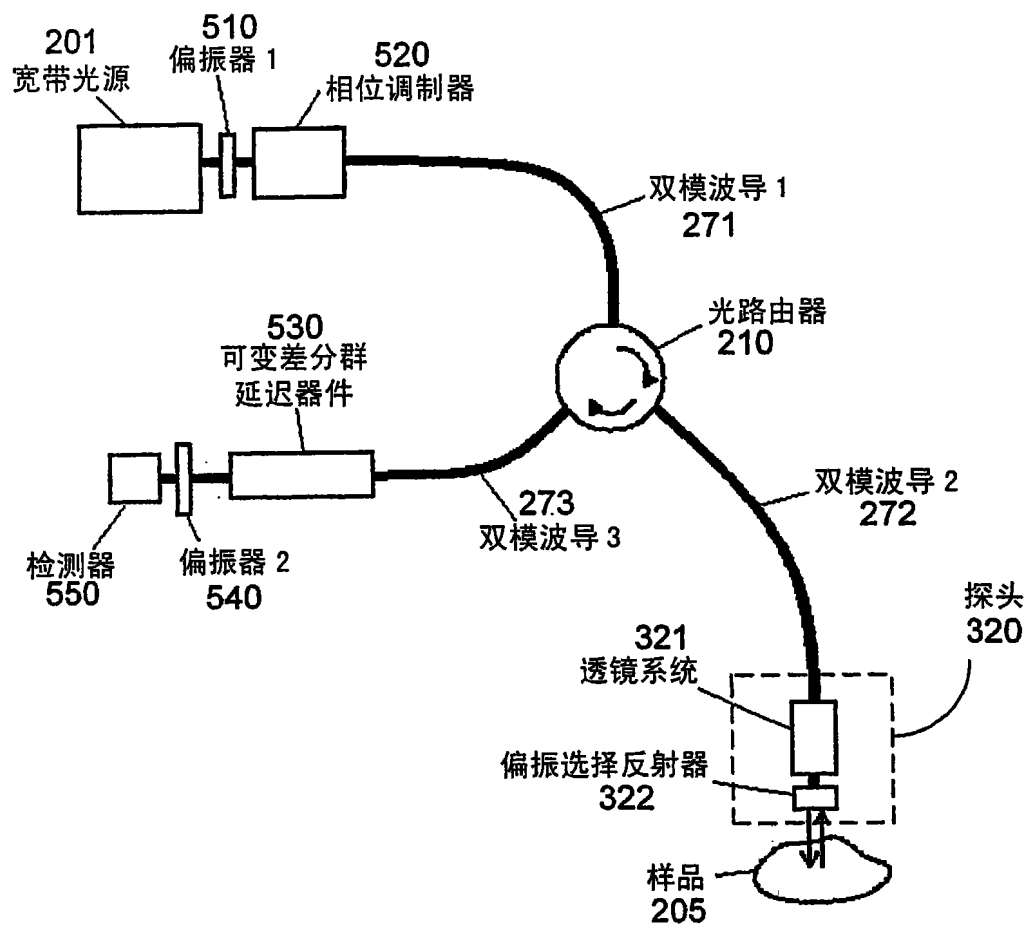 201
宽带光源
510
偏振器 1
520
相位调制器
双模波导 1
271
光路由器
210
530
可变差分群
延迟器件
273
双模波导 3
双模波导 2
272
检测器
550
偏振器 2
540
探头
320
321
透镜系统
偏振选择反射器
322
样品
205